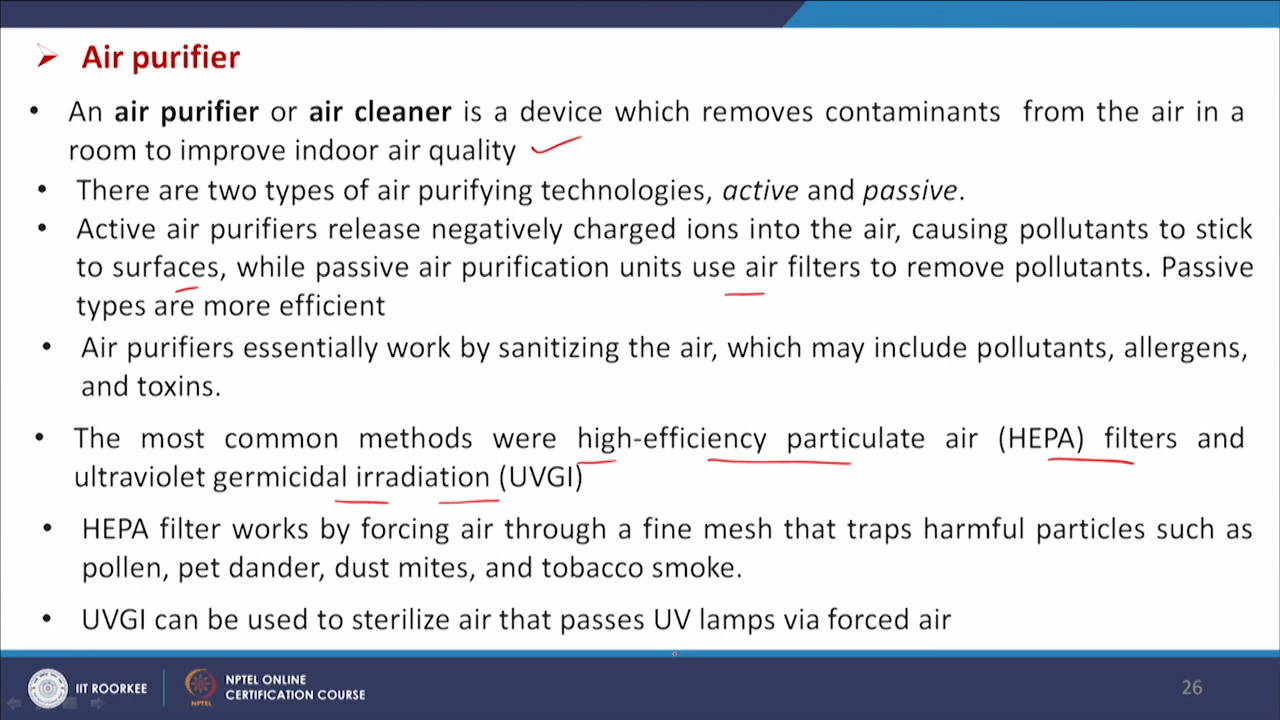 Air purifier
• An air purifier or air cleaner is a device which removes contaminants from the air in a
room to improve indoor air quality
• There are two types of air purifying technologies, active and passive.
• Active air purifiers release negatively charged ions into the air, causing pollutants to stick
to surfaces, while passive air purification units use air filters to remove pollutants. Passive
types are more efficient
• Air purifiers essentially work by sanitizing the air, which may include pollutants, allergens,
and toxins.
• The most common methods were high-efficiency particulate air (HEPA) filters and
ultraviolet germicidal irradiation (UVGI)
• HEPA filter works by forcing air through a fine mesh that traps harmful particles such as
pollen, pet dander, dust mites, and tobacco smoke.
• UVGI can be used to sterilize air that passes UV lamps via forced air
IIT ROORKEE
NPTEL
NPTEL ONLINE
CERTIFICATION COURSE
26